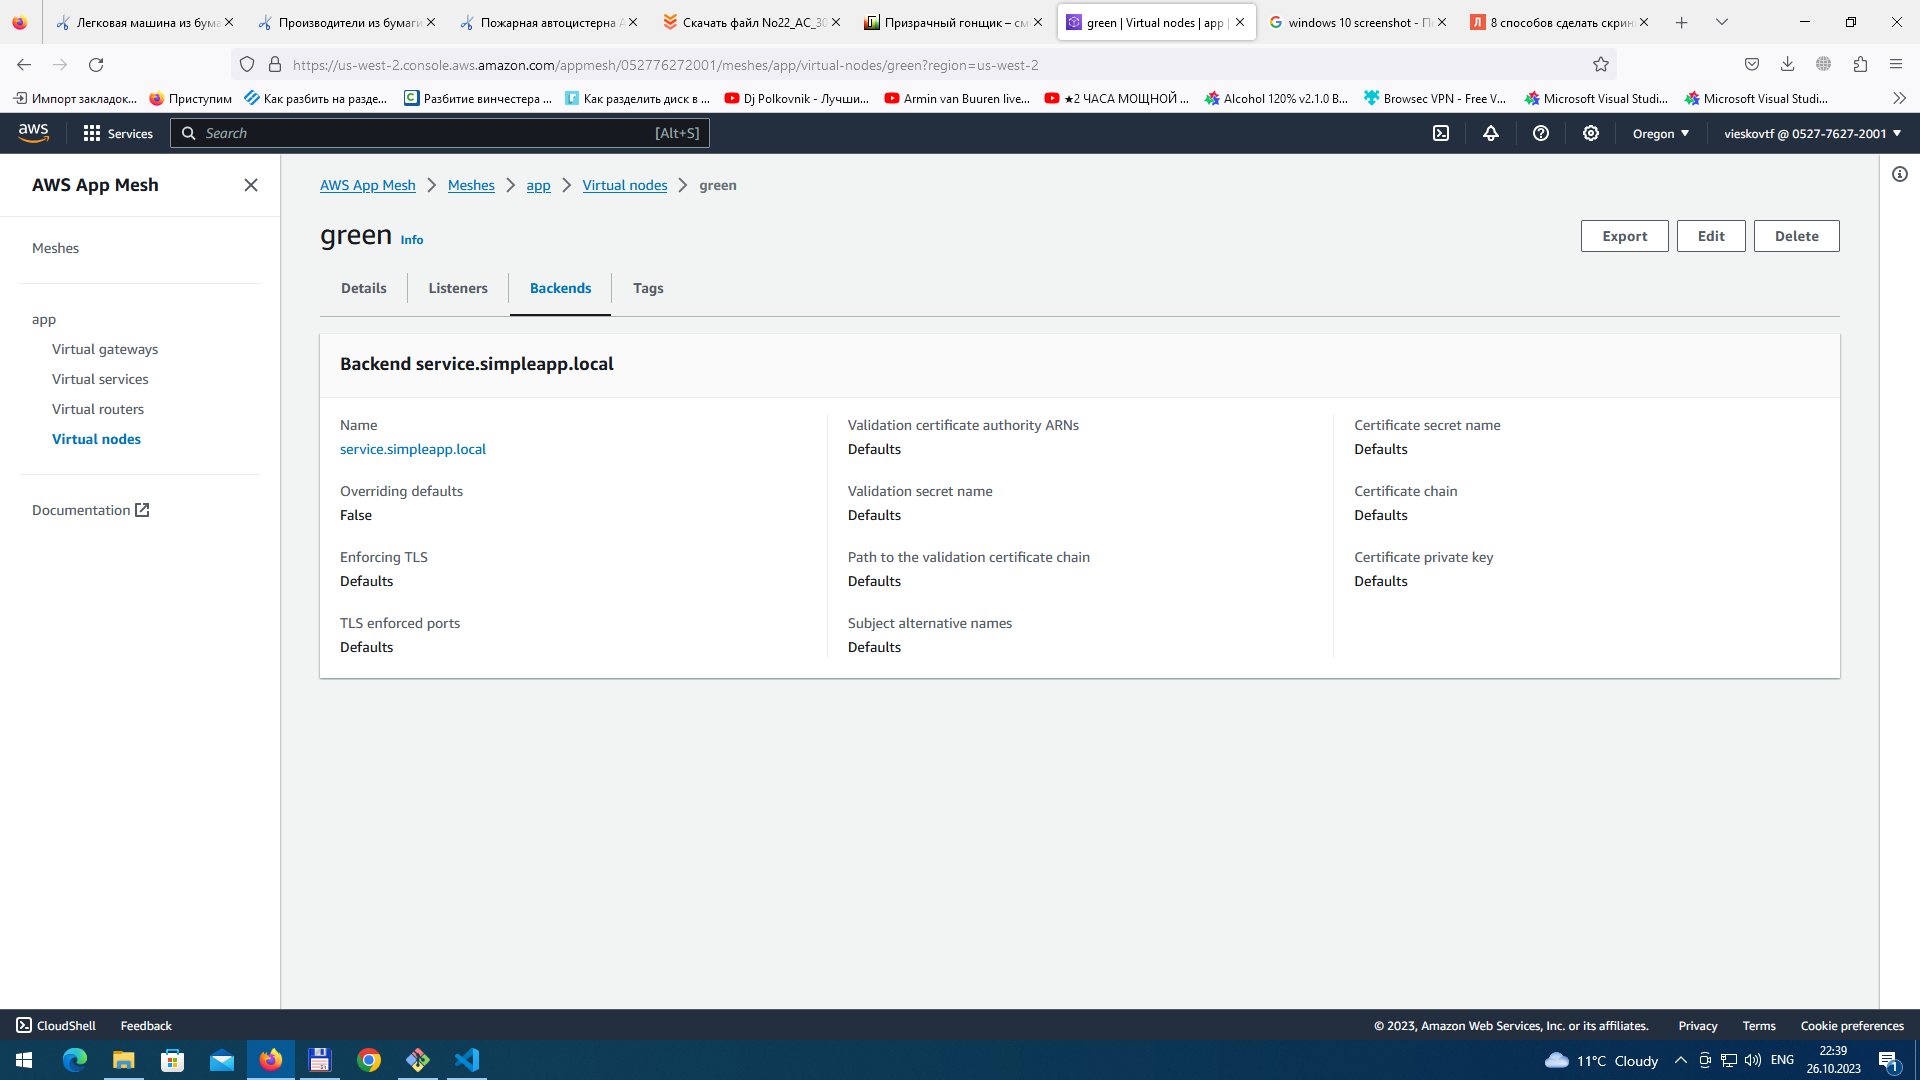 Легковая машина из бума
Производители из бумаги
Пожарная автоцистерна А
Скачать файл No22_AC_30
Призрачный гонщик – см
green | Virtual nodes | app |
windows 10 screenshot - По
8 способов сделать скрин
https://us-west-2.console.aws.amazon.com/appmesh/052776272001/meshes/app/virtual-nodes/green?region=us-west-2
Импорт закладок...
Приступим
Как разбить на разде...
Разбитие винчестера ...
Как разделить диск в ...
Dj Polkovnik - Лучши...
Armin van Buuren live...
★2 ЧАСА МОЩНОЙ ...
Alcohol 120% v2.1.0 B...
Browsec VPN - Free V...
Microsoft Visual Studi...
Microsoft Visual Studi...
aws
Services
Search
[Alt+S]
Oregon
vieskovtf @ 0527-7627-2001
AWS App Mesh
Meshes
app
Virtual gateways
Virtual services
Virtual routers
Virtual nodes
Documentation
AWS App Mesh
Meshes
app
Virtual nodes
green
green Info
Export
Edit
Delete
Details
Listeners
Backends
Tags
Backend service.simpleapp.local
Name
service.simpleapp.local
Overriding defaults
False
Enforcing TLS
Defaults
TLS enforced ports
Defaults
Validation certificate authority ARNs
Defaults
Validation secret name
Defaults
Path to the validation certificate chain
Defaults
Subject alternative names
Defaults
Certificate secret name
Defaults
Certificate chain
Defaults
Certificate private key
Defaults
CloudShell
Feedback
© 2023, Amazon Web Services, Inc. or its affiliates.
Privacy
Terms
Cookie preferences
11°C Cloudy
ENG
22:39
26.10.2023
1